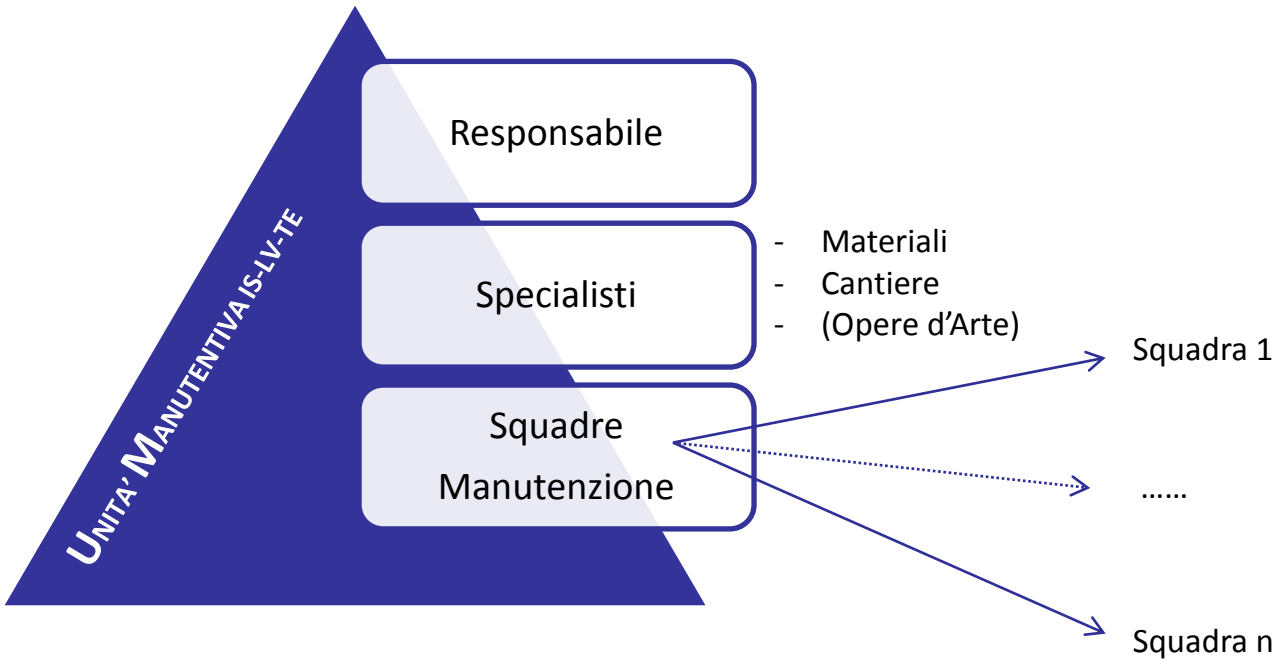 UNITA' MANUTENTIVA IS-LV-TE
Responsabile
Specialisti
- Materiali
- Cantiere
- (Opere d'Arte)
Squadre
Manutenzione
Squadra 1
......
Squadra n